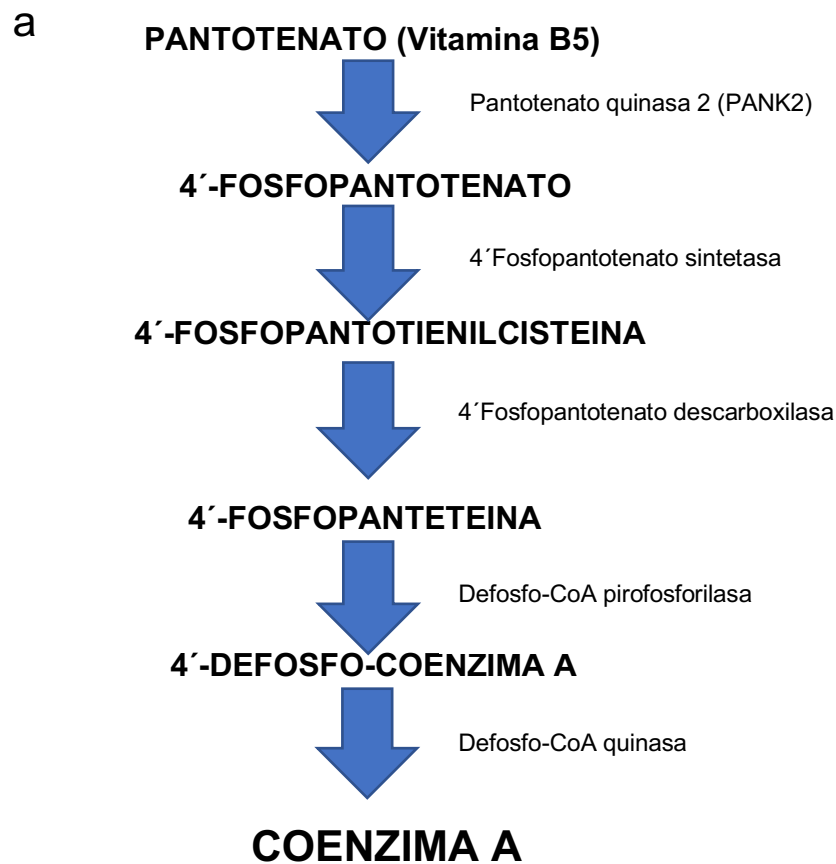 a
PANTOTENATO (Vitamina B5)
Pantotenato quinasa 2 (PANK2)
4´-FOSFOPANTOTENATO
4´Fosfopantotenato sintetasa
4´-FOSFOPANTOTIENILCISTEINA
4´Fosfopantotenato descarboxilasa
4´-FOSFOPANTETEINA
Defosfo-CoA pirofosforilasa
4´-DEFOSFO-COENZIMA A
Defosfo-CoA quinasa
COENZIMA A